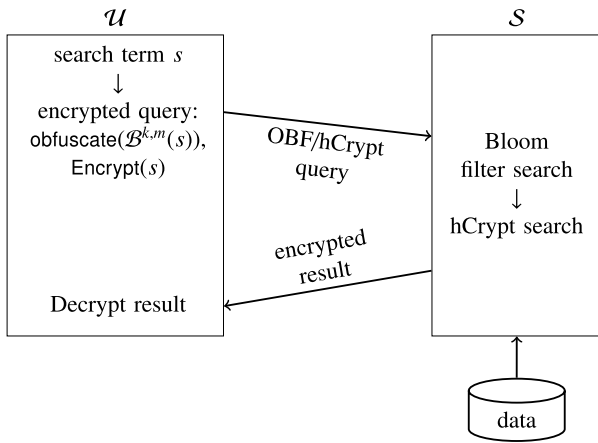 𝒰
search term s
↓
encrypted query:
obfuscate(ℬ^{k,m}(s)),
Encrypt(s)
Decrypt result
OBF/hCrypt
query
encrypted
result
𝒮
Bloom
filter search
↓
hCrypt search
data